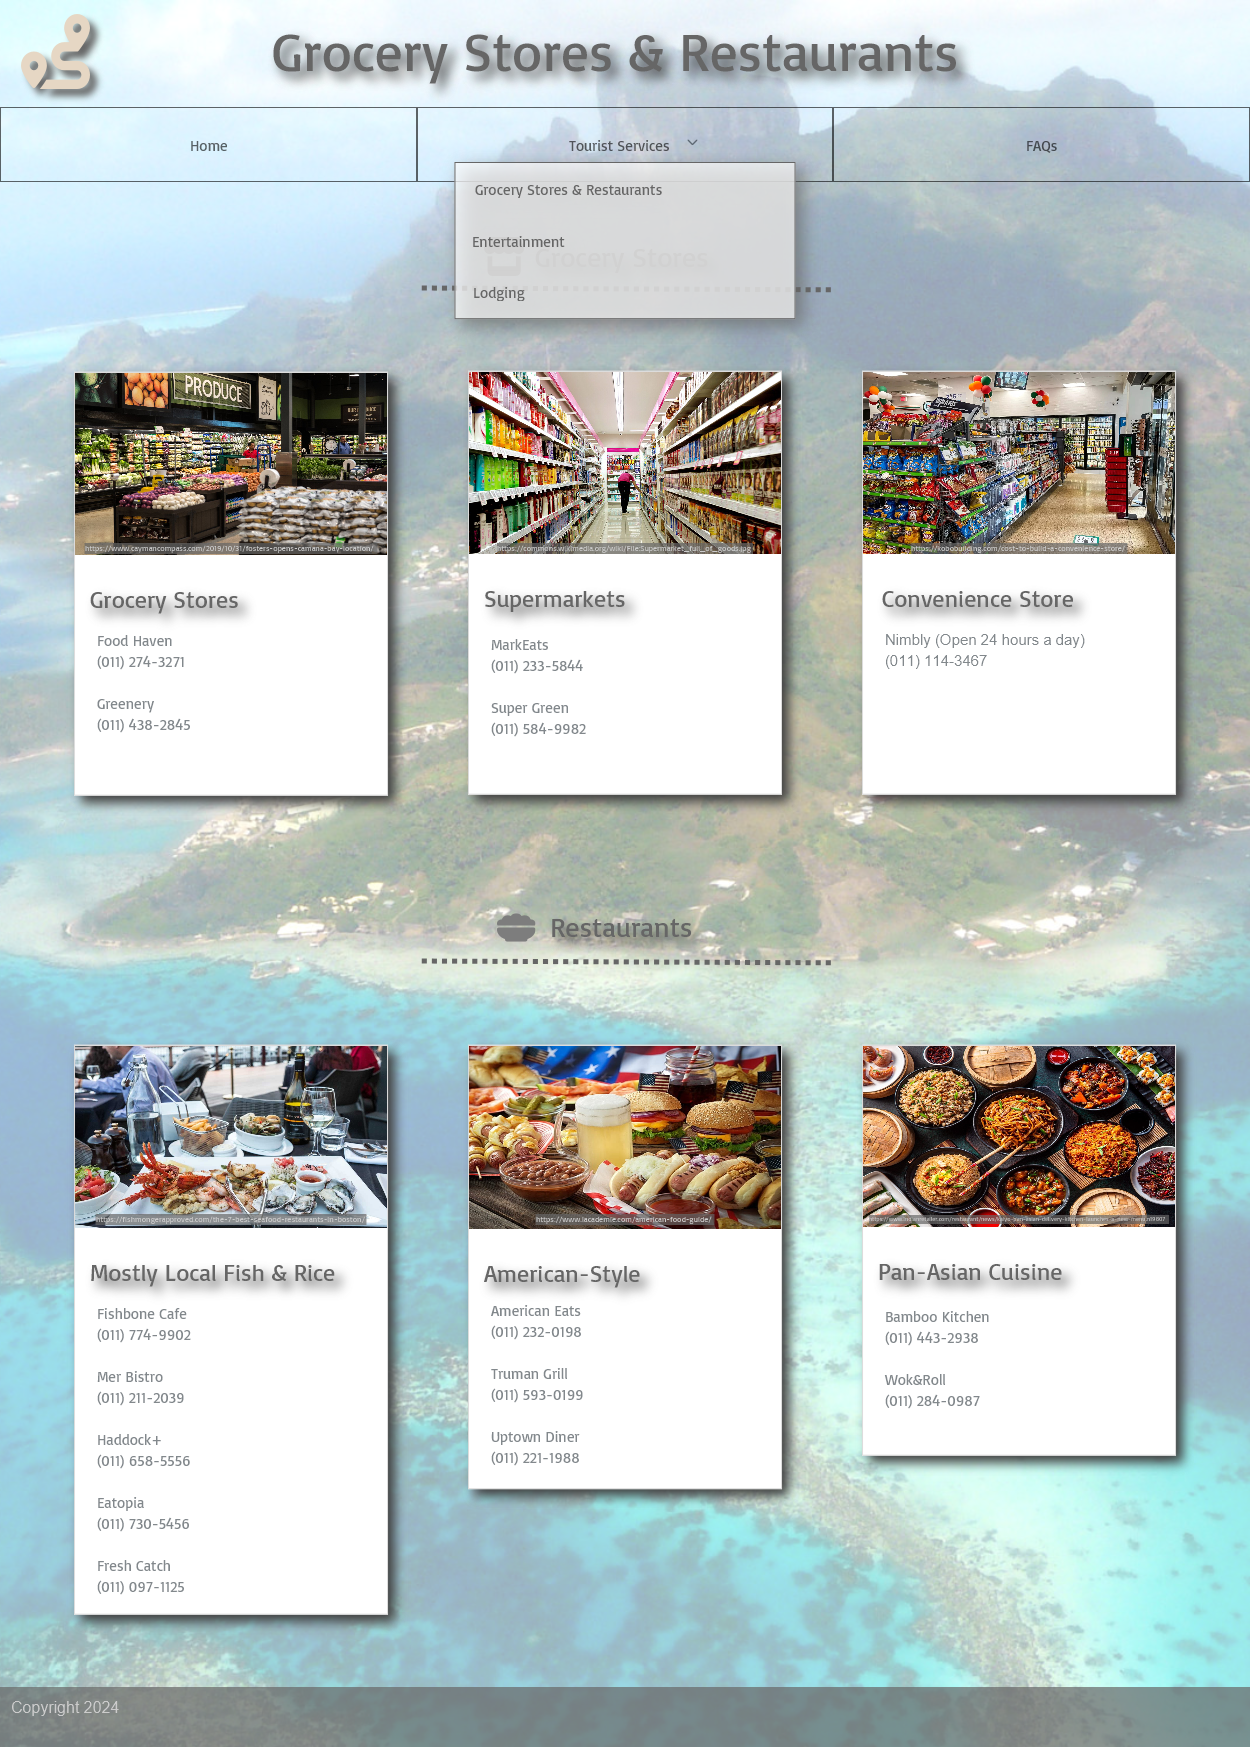 Grocery Stores & Restaurants
Home
Tourist Services
FAQs
Grocery Stores & Restaurants
Entertainment
Grocery Stores
Lodging
PRODUCE
https://www.caymancompass.com/2019/10/31/fosters-opens-camana-bay-location/
https://commons.wikimedia.org/wiki/File:Supermarket_full_of_goods.jpg
https://koobuilding.com/cost-to-build-a-convenience-store/
Grocery Stores
Food Haven
(011) 274-3271
Greenery
(011) 438-2845
Supermarkets
MarkEats
(011) 233-5844
Super Green
(011) 584-9982
Convenience Store
Nimbly (Open 24 hours a day)
(011) 114-3467
Restaurants
https://fishmongerapproved.com/the-7-best-seafood-restaurants-in-boston/
https://www.lacademie.com/american-food-guide/
Mostly Local Fish & Rice
Fishbone Cafe
(011) 774-9902
Mer Bistro
(011) 211-2039
Haddock+
(011) 658-5556
Eatopia
(011) 730-5456
Fresh Catch
(011) 097-1125
American-Style
American Eats
(011) 232-0198
Truman Grill
(011) 593-0199
Uptown Diner
(011) 221-1988
Pan-Asian Cuisine
Bamboo Kitchen
(011) 443-2938
Wok&Roll
(011) 284-0987
Copyright 2024